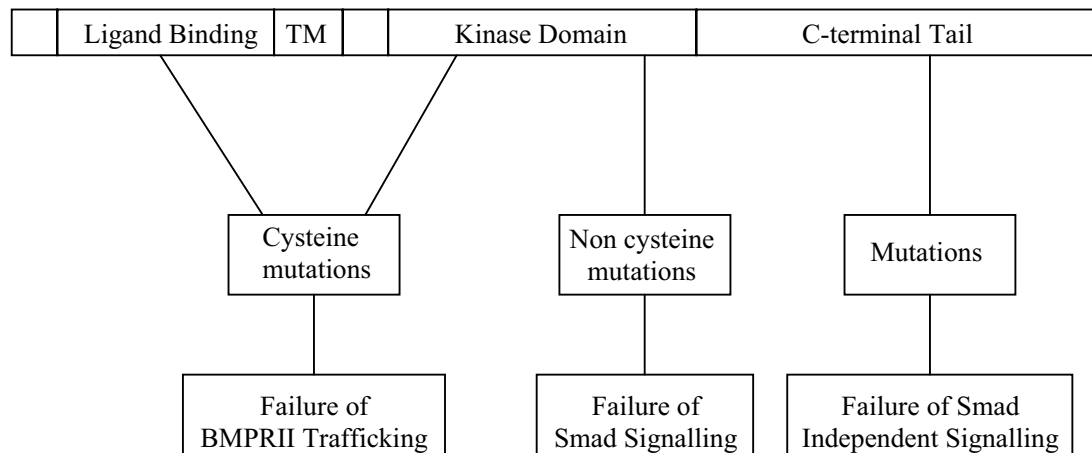 Ligand Binding TM Kinase Domain C-terminal Tail
Cysteine
mutations
Non cysteine
mutations
Mutations
Failure of
BMPRII Trafficking
Failure of
Smad Signalling
Failure of Smad
Independent Signalling